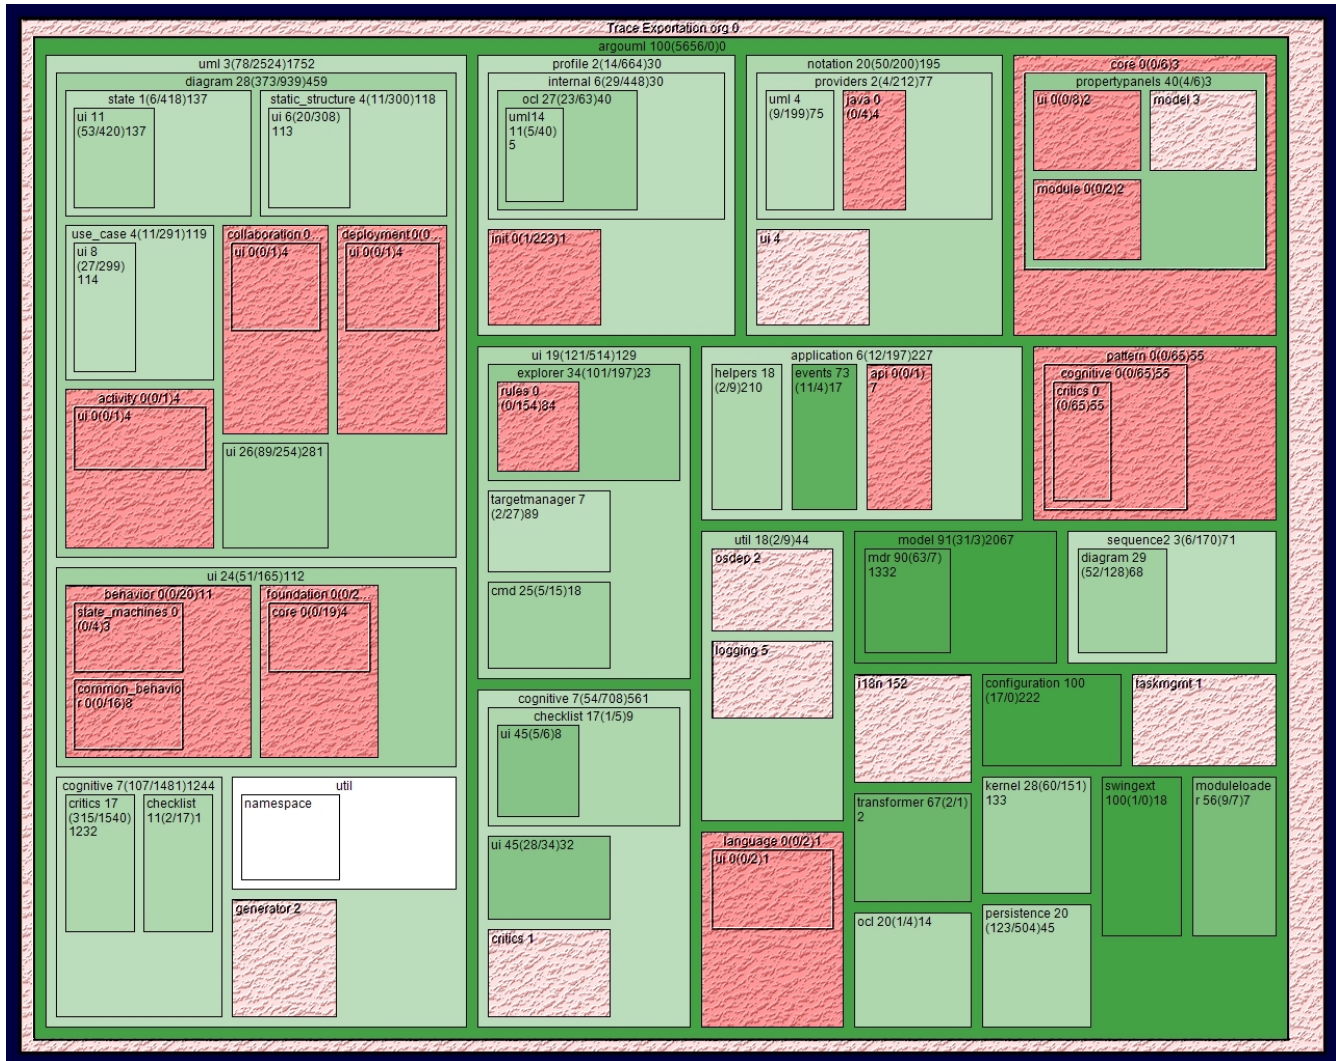 Trace Exportation org 0
argouml 100(5656/0)0
uml 3(78/2524)1752
diagram 28(373/939)459
state 1(6/418)137
ui 11
(53/420)137
static_structure 4(11/300)118
ui 6(20/308)
113
use_case 4(11/291)119
ui 8
(27/299)
114
collaboration 0...
ui 0(0/1)4
deployment 0(0...
ui 0(0/1)4
activity 0(0/1)4
ui 0(0/1)4
ui 26(89/254)281
ui 24(51/165)112
behavior 0(0/20)11
state_machines 0
(0/4)3
common_behavio
r 0(0/16)8
foundation 0(0/2...
core 0(0/19)4
cognitive 7(107/1481)1244
critics 17
(315/1540)
1232
checklist
11(2/17)1
util
namespace
generator 2
profile 2(14/664)30
internal 6(29/448)30
ocl 27(23/63)40
uml14
11(5/40)
5
init 0(1/223)1
notation 20(50/200)195
providers 2(4/212)77
uml 4
(9/199)75
java 0
(0/4)4
ui 4
core 0(0/6)3
propertypanels 40(4/6)3
ui 0(0/8)2
model 3
module 0(0/2)2
ui 19(121/514)129
explorer 34(101/197)23
rules 0
(0/154)84
targetmanager 7
(2/27)89
cmd 25(5/15)18
application 6(12/197)227
helpers 18
(2/9)210
events 73
(11/4)17
api 0(0/1)
7
pattern 0(0/65)55
cognitive 0(0/65)55
critics 0
(0/65)55
util 18(2/9)44
osdep 2
logging 5
model 91(31/3)2067
mdr 90(63/7)
1332
sequence2 3(6/170)71
diagram 29
(52/128)68
cognitive 7(54/708)561
checklist 17(1/5)9
ui 45(5/6)8
ui 45(28/34)32
critics 1
language 0(0/2)1
ui 0(0/2)1
i18n 152
configuration 100
(17/0)222
taskmgmt 1
transformer 67(2/1)
2
kernel 28(60/151)
133
swingext
100(1/0)18
moduleloade
r 56(9/7)7
ocl 20(1/4)14
persistence 20
(123/504)45